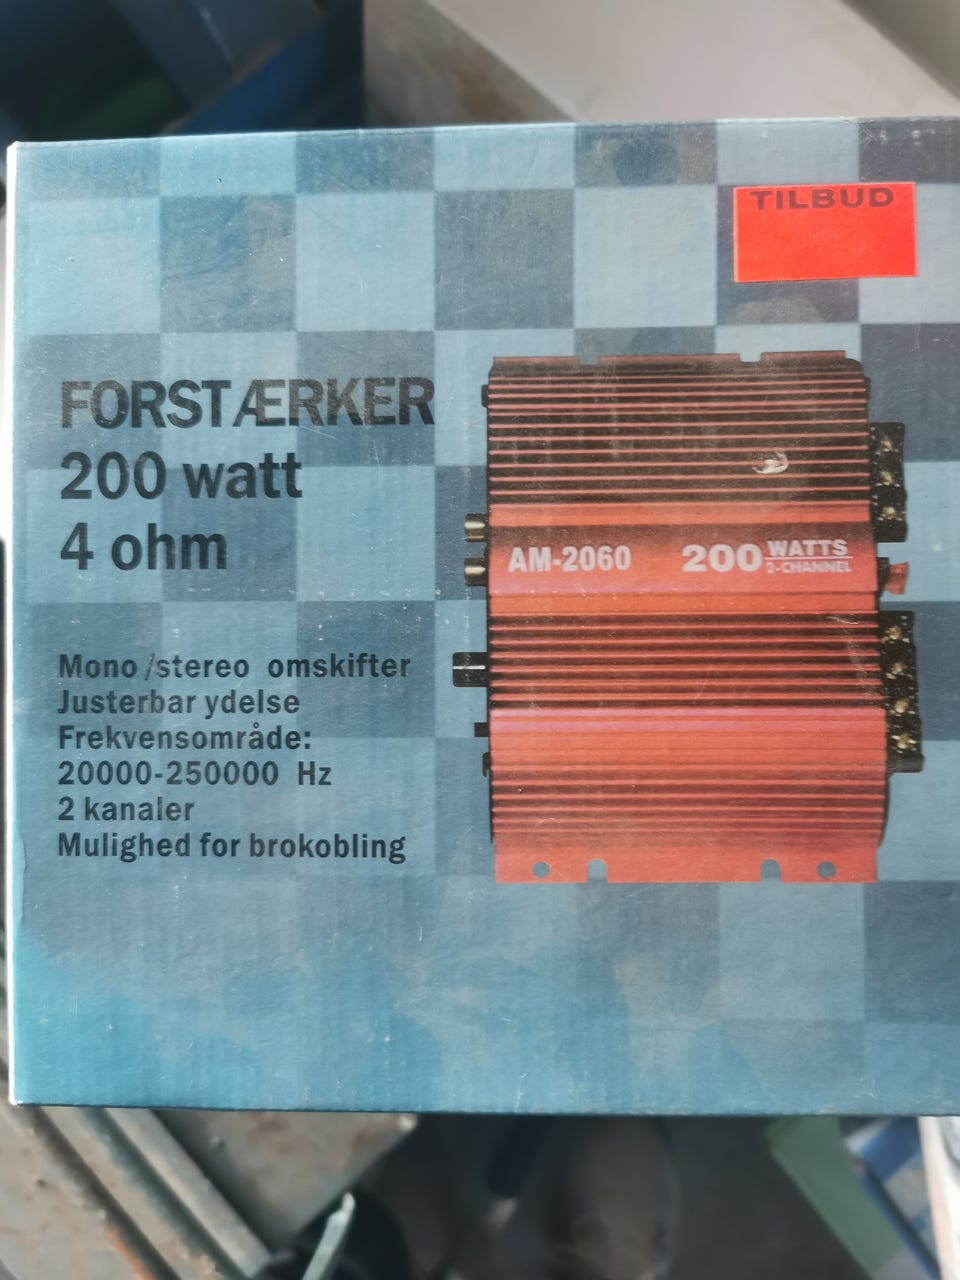 TILBUD
FORSTÆRKER
200 watt
4 ohm
AM-2060 200 WATTS
2-CHANNEL
Mono/stereo omskifter
Justerbar ydelse
Frekvensområde:
20000-250000 Hz
2 kanaler
Mulighed for brokobling